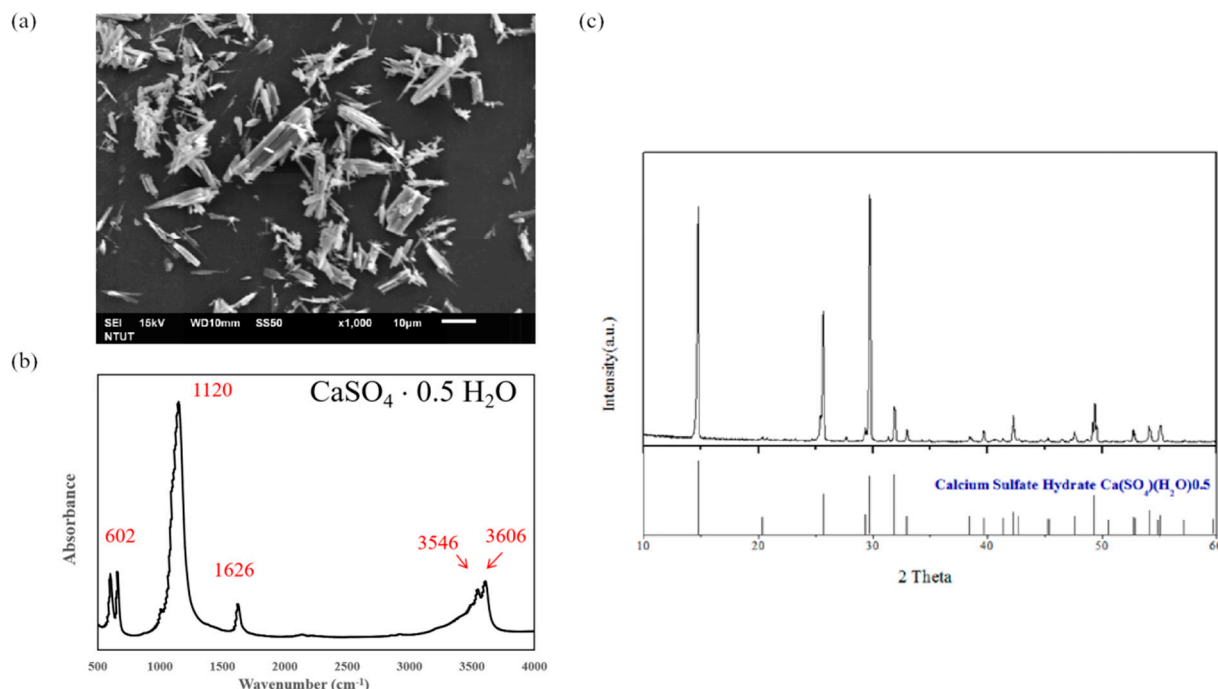 (a)
SEI 15kV WD10mm SS50 x1,000 10μm
NTUT
(b)
CaSO₄ · 0.5 H₂O
1120
602
1626
3546
3606
Absorbance
500 1000 1500 2000 2500 3000 3500 4000
Wavenumber (cm⁻¹)
(c)
Intensity(a.u.)
Calcium Sulfate Hydrate Ca(SO₄)(H₂O)0.5
10 20 30 40 50 60
2 Theta